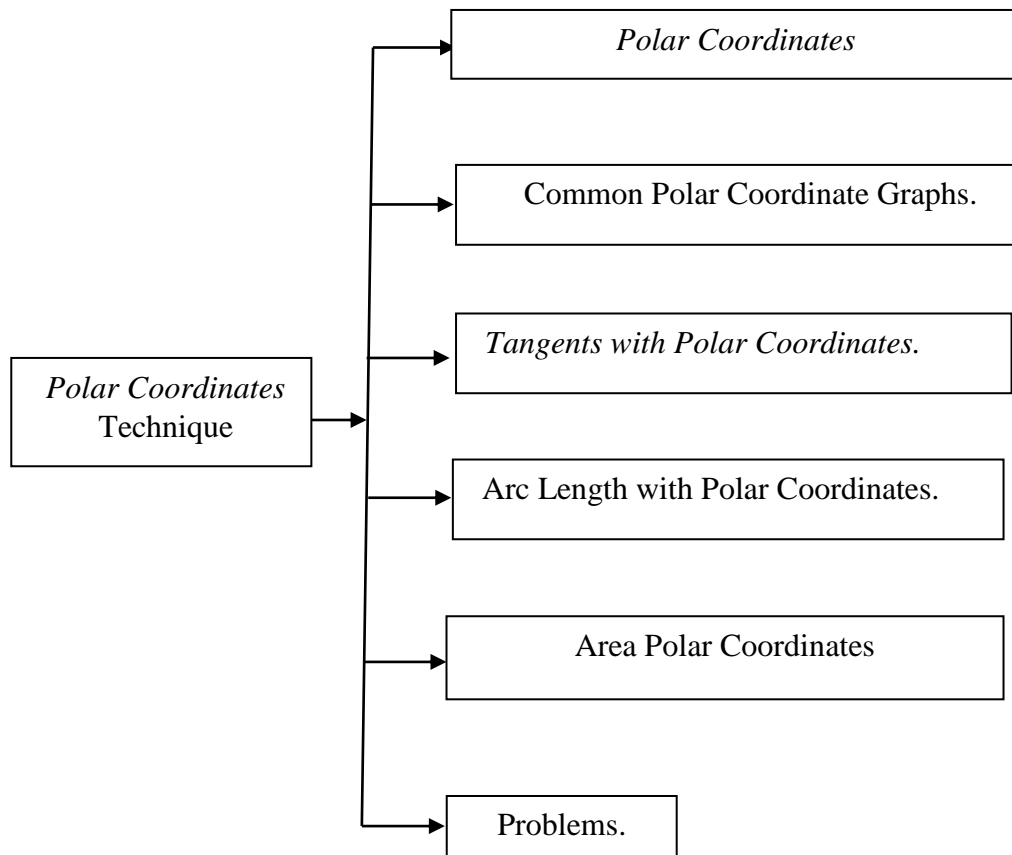 Polar Coordinates
Common Polar Coordinate Graphs.
Tangents with Polar Coordinates.
Polar Coordinates
Technique
Arc Length with Polar Coordinates.
Area Polar Coordinates
Problems.